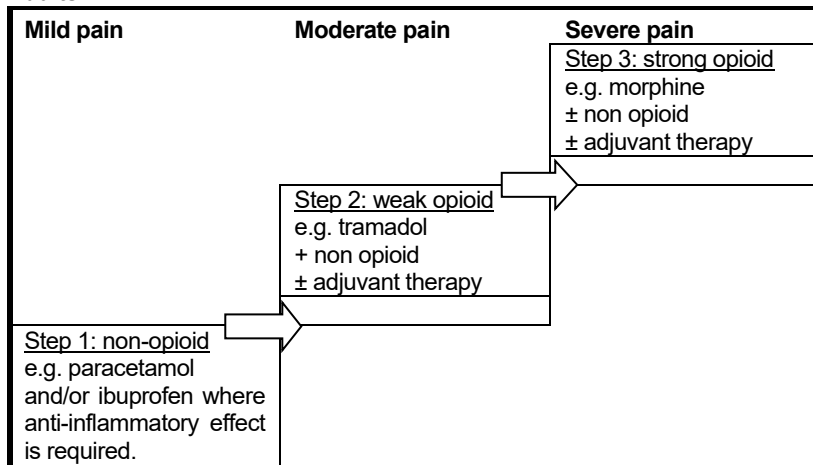 Mild pain
Moderate pain
Severe pain
Step 3: strong opioid
e.g. morphine
± non opioid
± adjuvant therapy
Step 2: weak opioid
e.g. tramadol
+ non opioid
± adjuvant therapy
Step 1: non-opioid
e.g. paracetamol
and/or ibuprofen where
anti-inflammatory effect
is required.